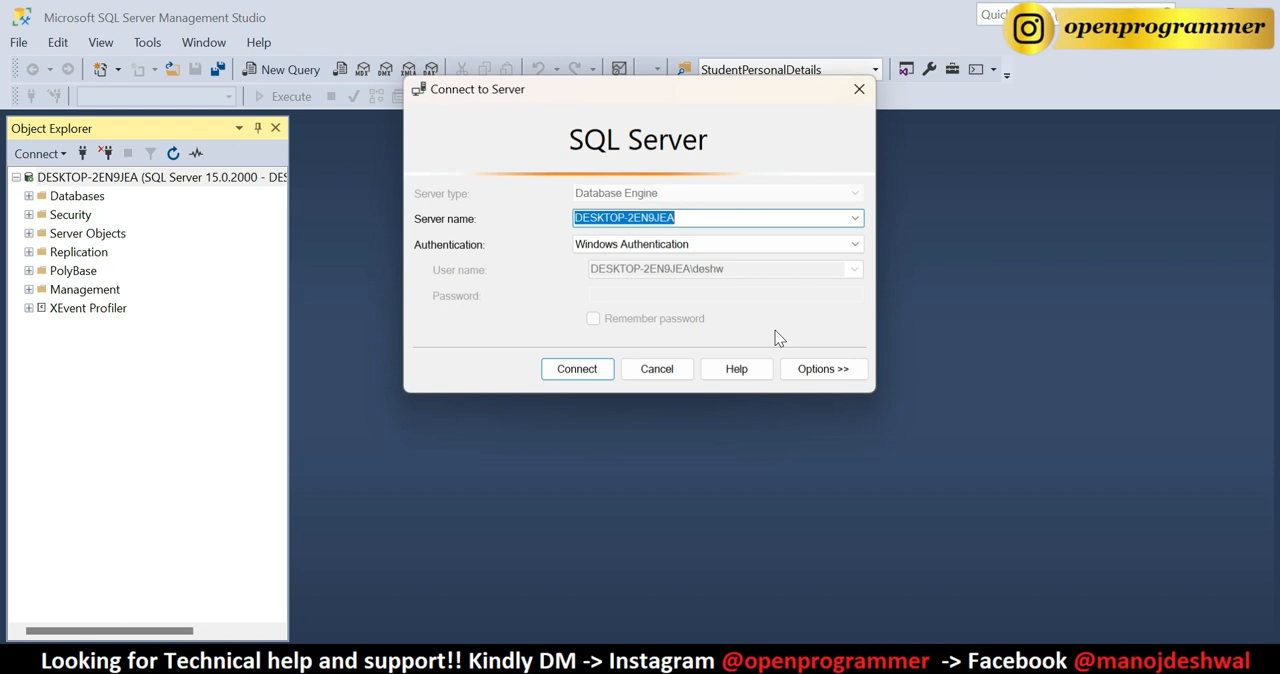 Microsoft SQL Server Management Studio
openprogrammer
File Edit View Tools Window Help
New Query MDX DMX XMLA DAX StudentPersonalDetails
Execute
Connect to Server
SQL Server
Object Explorer
Connect
DESKTOP-2EN9JEA (SQL Server 15.0.2000 - DES
Databases
Security
Server Objects
Replication
PolyBase
Management
XEvent Profiler
Server type: Database Engine
Server name: DESKTOP-2EN9JEA
Authentication: Windows Authentication
User name: DESKTOP-2EN9JEA\deshw
Password:
Remember password
Connect Cancel Help Options >>
Looking for Technical help and support!! Kindly DM -> Instagram @openprogrammer -> Facebook @manojdeshwal